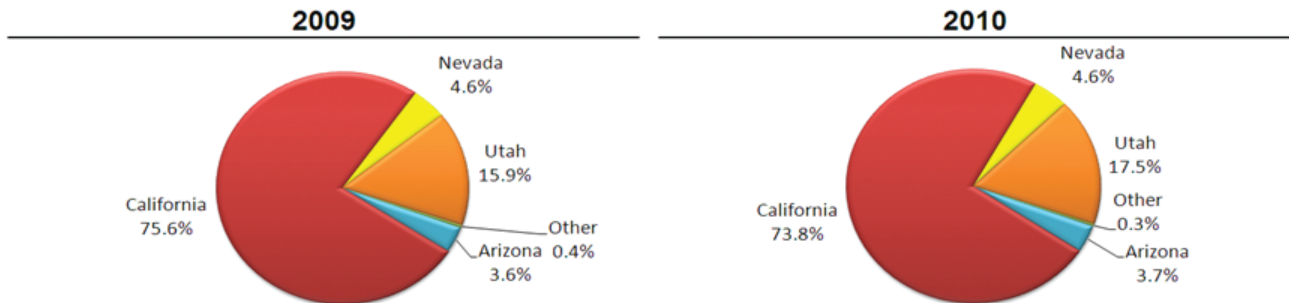 2009
Nevada
4.6%
Utah
15.9%
California
75.6%
Other
0.4%
Arizona
3.6%
2010
Nevada
4.6%
Utah
17.5%
Other
0.3%
California
73.8%
Arizona
3.7%